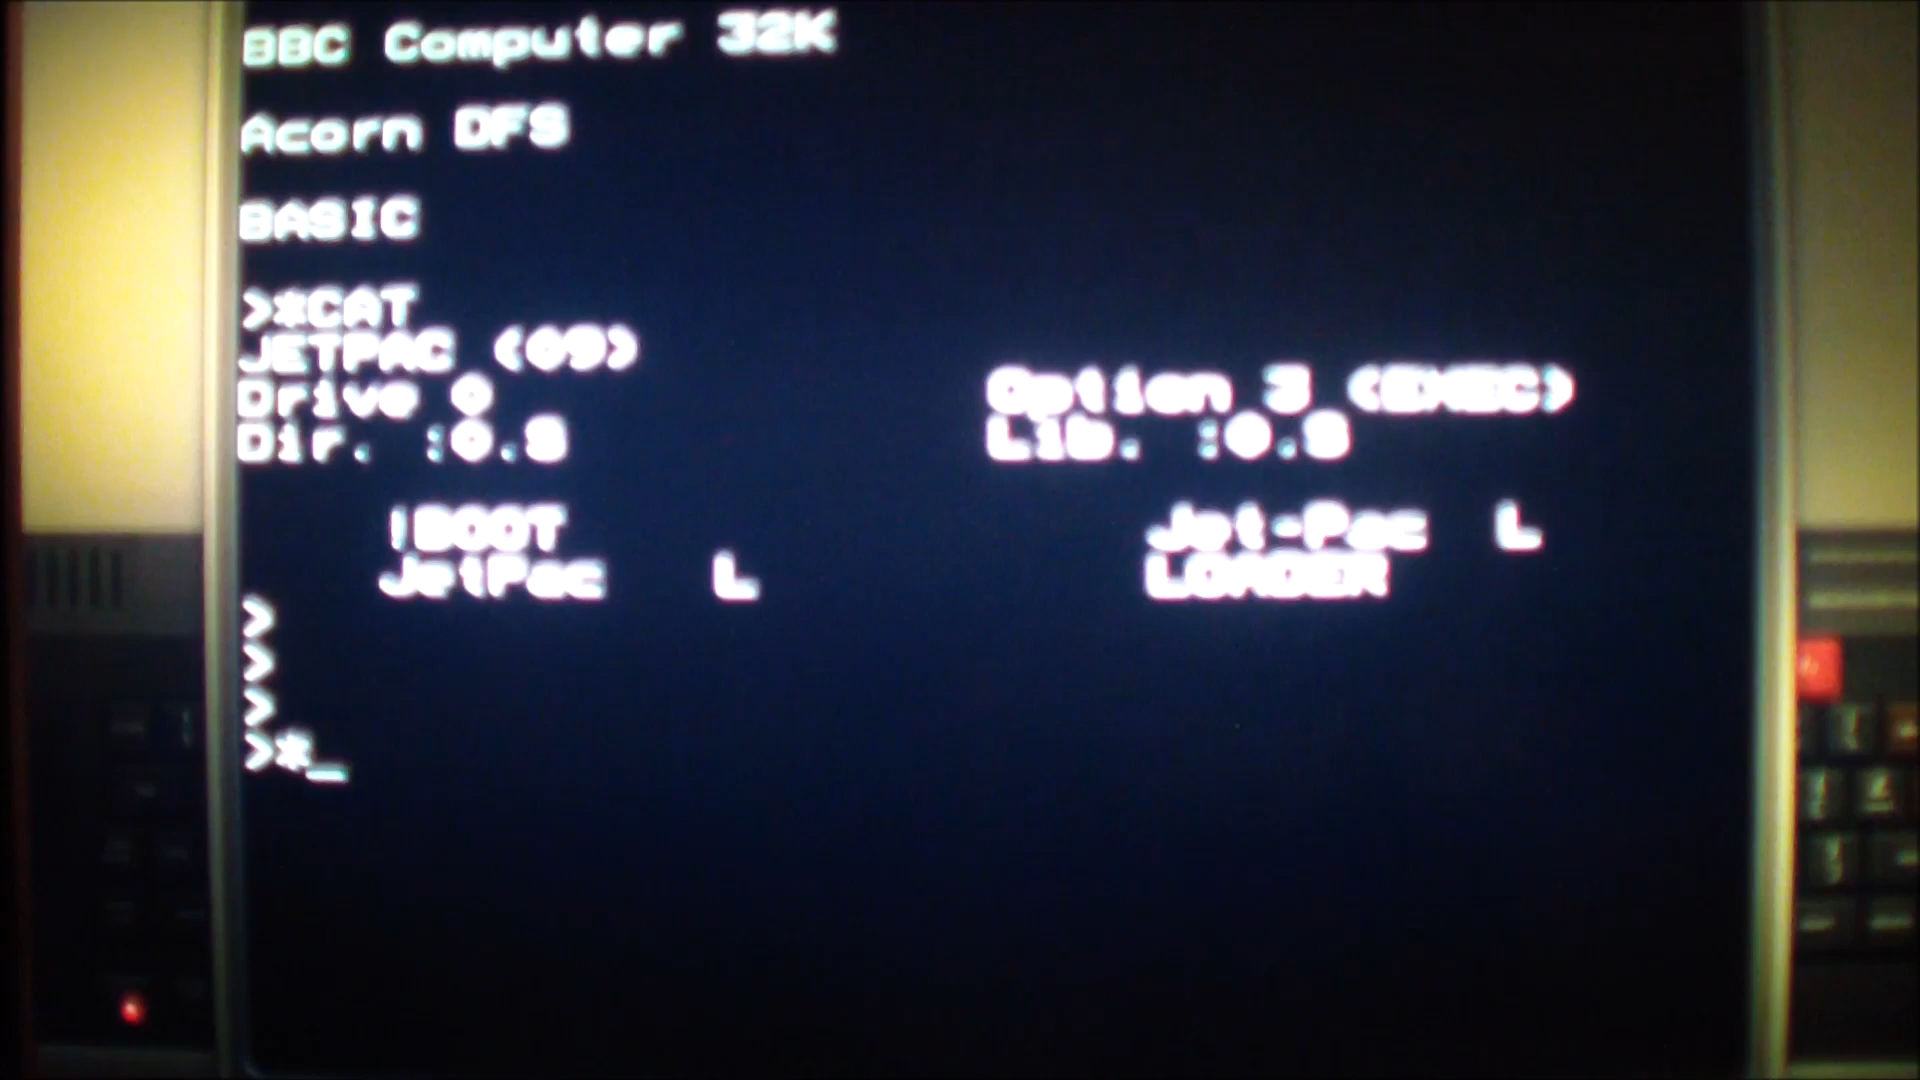 BBC Computer 32K
Acorn DFS
BASIC
>*CAT
JETPAC (09)
Drive 0 Option 3 (EXEC)
Dir. :0.$ Lib. :0.$
!BOOT Jet-Pac L
JetPac L LOADER
>
>
>
>*_